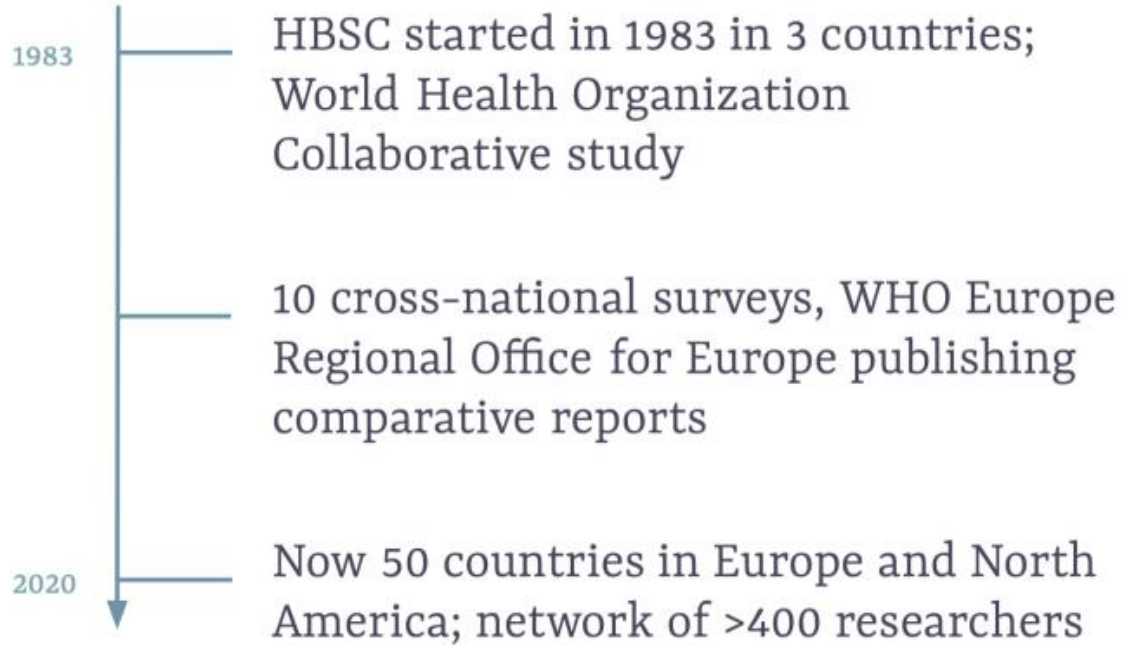 1983
HBSC started in 1983 in 3 countries;
World Health Organization
Collaborative study
10 cross-national surveys, WHO Europe
Regional Office for Europe publishing
comparative reports
2020
Now 50 countries in Europe and North
America; network of >400 researchers